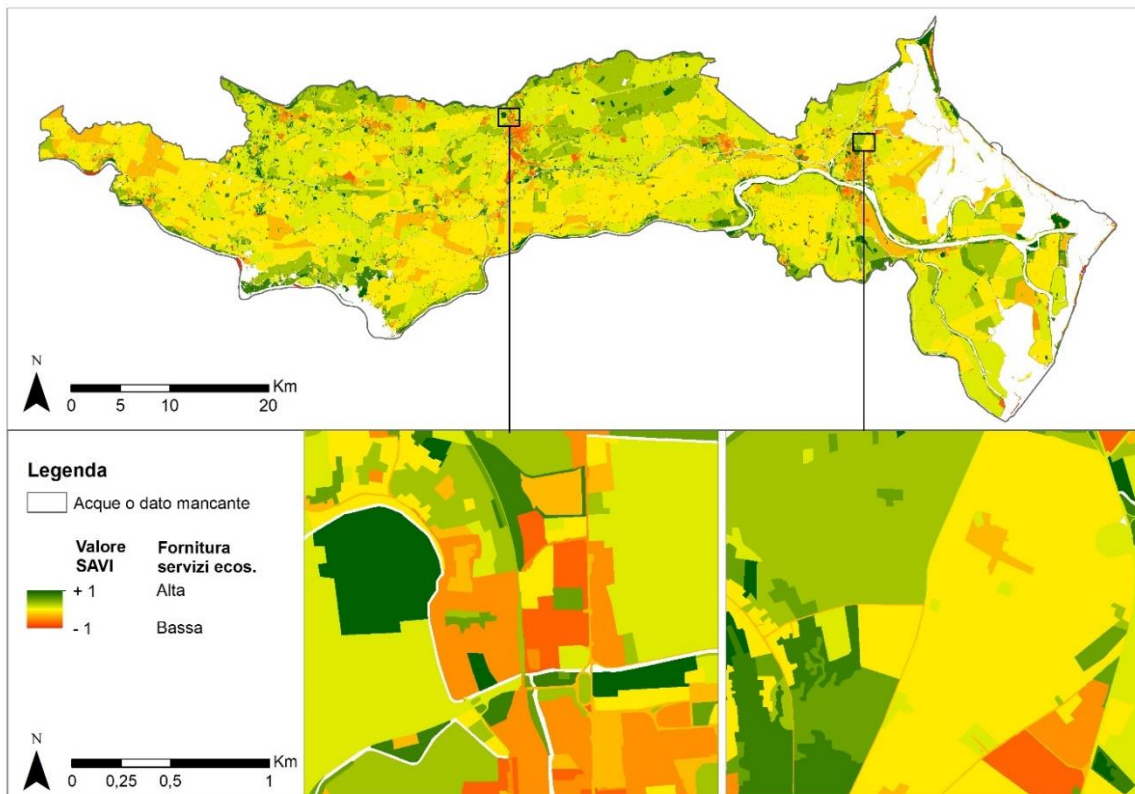 N
Km
0 5 10 20
Legenda
Acque o dato mancante
Valore SAVI
Fornitura servizi ecos.
+ 1 Alta
- 1 Bassa
N
Km
0 0,25 0,5 1